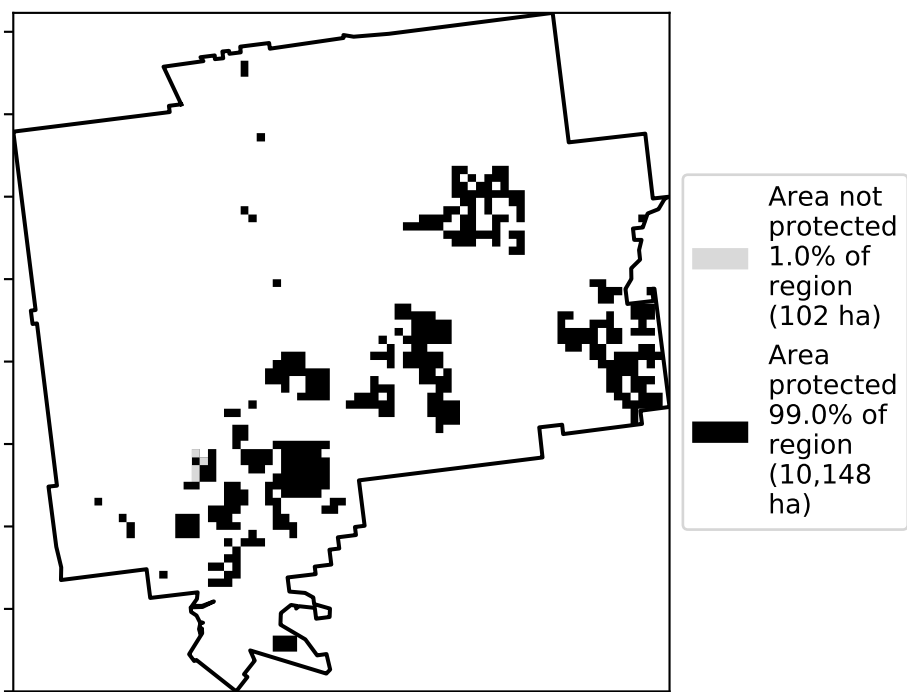 Area not
protected
1.0% of
region
(102 ha)
Area
protected
99.0% of
region
(10,148
ha)